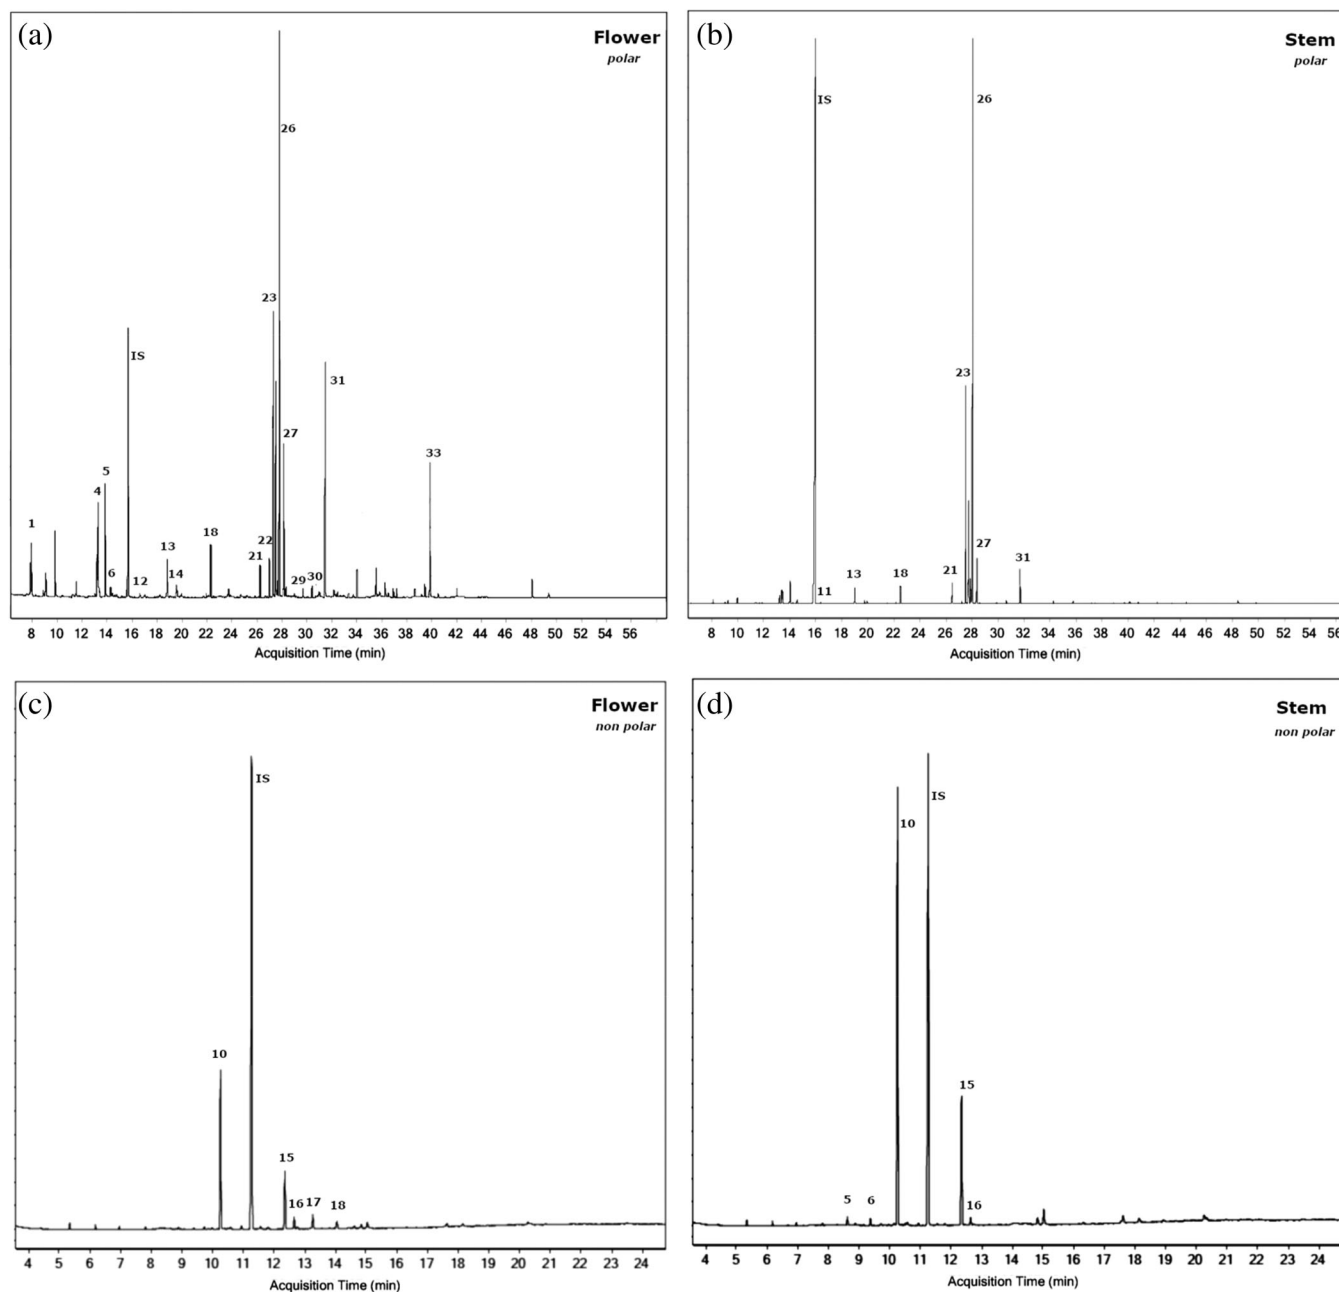 (a)
Flower
polar
26
23
IS
31
27
33
5
4
1
13
18
22
21
6
12
14
29
30
8 10 12 14 16 18 20 22 24 26 28 30 32 34 36 38 40 42 44 46 48 50 52 54 56
Acquisition Time (min)
(b)
Stem
polar
IS
26
23
27
31
21
18
13
11
8 10 12 14 16 18 20 22 24 26 28 30 32 34 36 38 40 42 44 46 48 50 52 54 56
Acquisition Time (min)
(c)
Flower
non polar
IS
10
15
16
17
18
4 5 6 7 8 9 10 11 12 13 14 15 16 17 18 19 20 21 22 23 24
Acquisition Time (min)
(d)
Stem
non polar
IS
10
15
5
6
16
4 5 6 7 8 9 10 11 12 13 14 15 16 17 18 19 20 21 22 23 24
Acquisition Time (min)